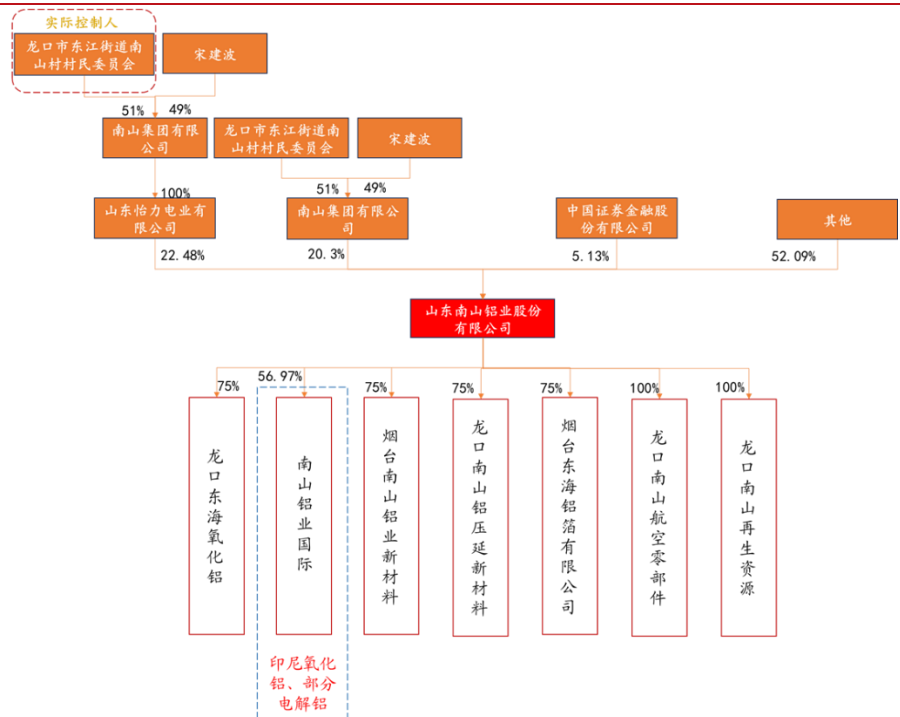 实际控制人
龙口市东江街道南
山村村民委员会
宋建波
51%
49%
南山集团有限
公司
龙口市东江街道南
山村村民委员会
宋建波
100%
51%
49%
山东怡力电业有
限公司
南山集团有限公
司
中国证券金融股
份有限公司
其他
22.48%
20.3%
5.13%
52.09%
山东南山铝业股份
有限公司
75%
56.97%
75%
75%
75%
100%
100%
龙口东海氧化铝
南山铝业国际
烟台南山铝业新材料
龙口南山铝压延新材料
烟台东海铝箔有限公司
龙口南山航空零部件
龙口南山再生资源
印尼氧化
铝、部分
电解铝